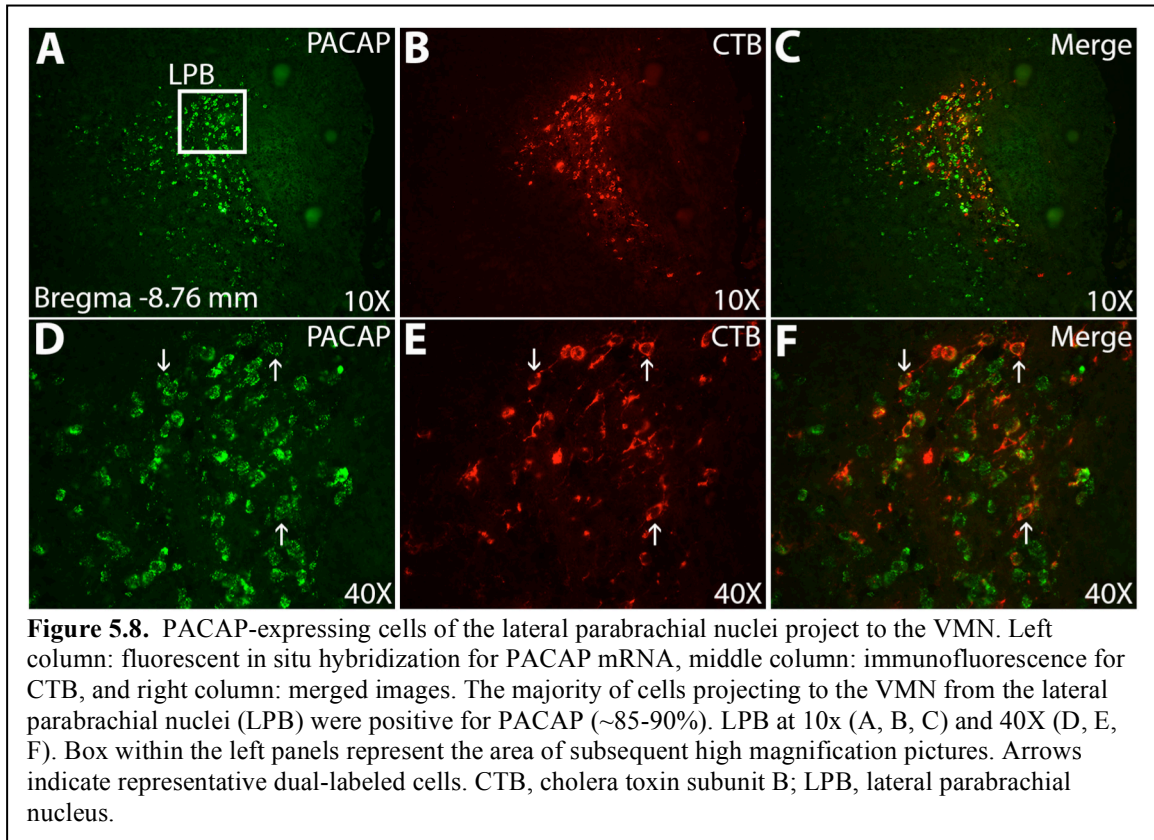 A PACAP
LPB
Bregma -8.76 mm 10X
B CTB
10X
C Merge
10X
D PACAP
40X
E CTB
40X
F Merge
40X
Figure 5.8. PACAP-expressing cells of the lateral parabrachial nuclei project to the VMN. Left
column: fluorescent in situ hybridization for PACAP mRNA, middle column: immunofluorescence for
CTB, and right column: merged images. The majority of cells projecting to the VMN from the lateral
parabrachial nuclei (LPB) were positive for PACAP (~85-90%). LPB at 10x (A, B, C) and 40X (D, E,
F). Box within the left panels represent the area of subsequent high magnification pictures. Arrows
indicate representative dual-labeled cells. CTB, cholera toxin subunit B; LPB, lateral parabrachial
nucleus.